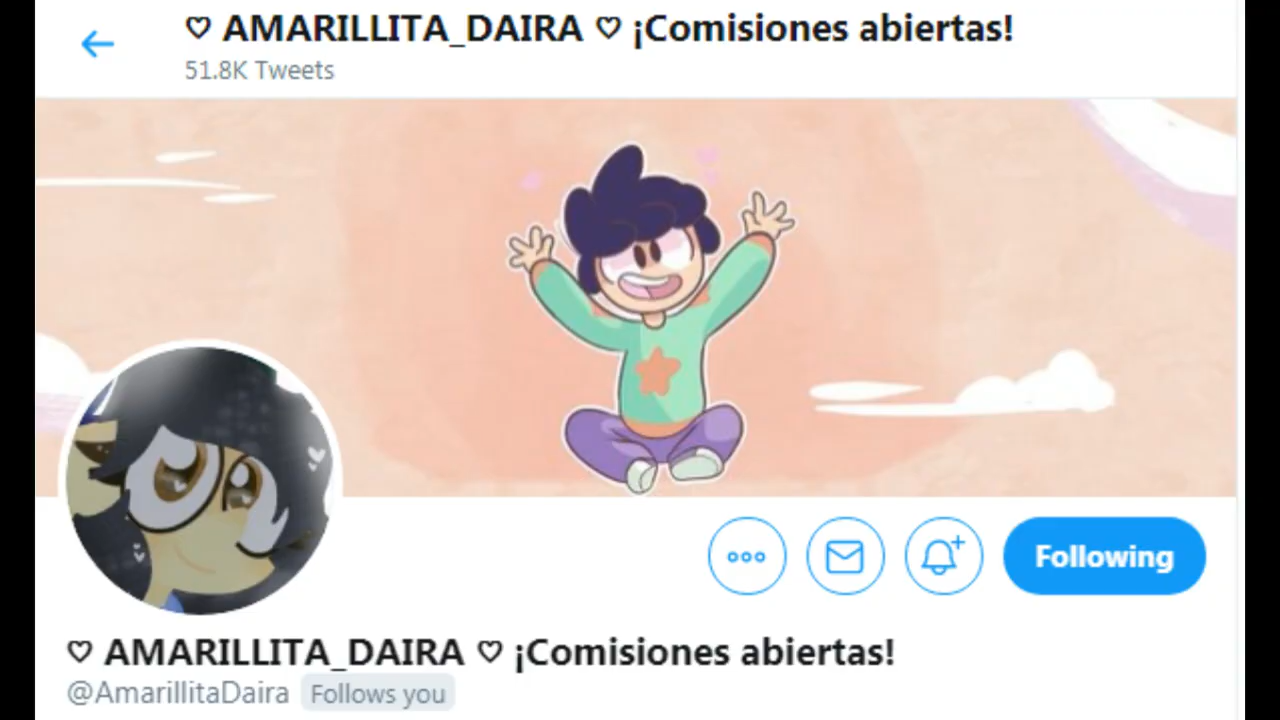 ♡ AMARILLITA_DAIRA ♡ ¡Comisiones abiertas!
51.8K Tweets
Following
♡ AMARILLITA_DAIRA ♡ ¡Comisiones abiertas!
@AmarillitaDaira Follows you